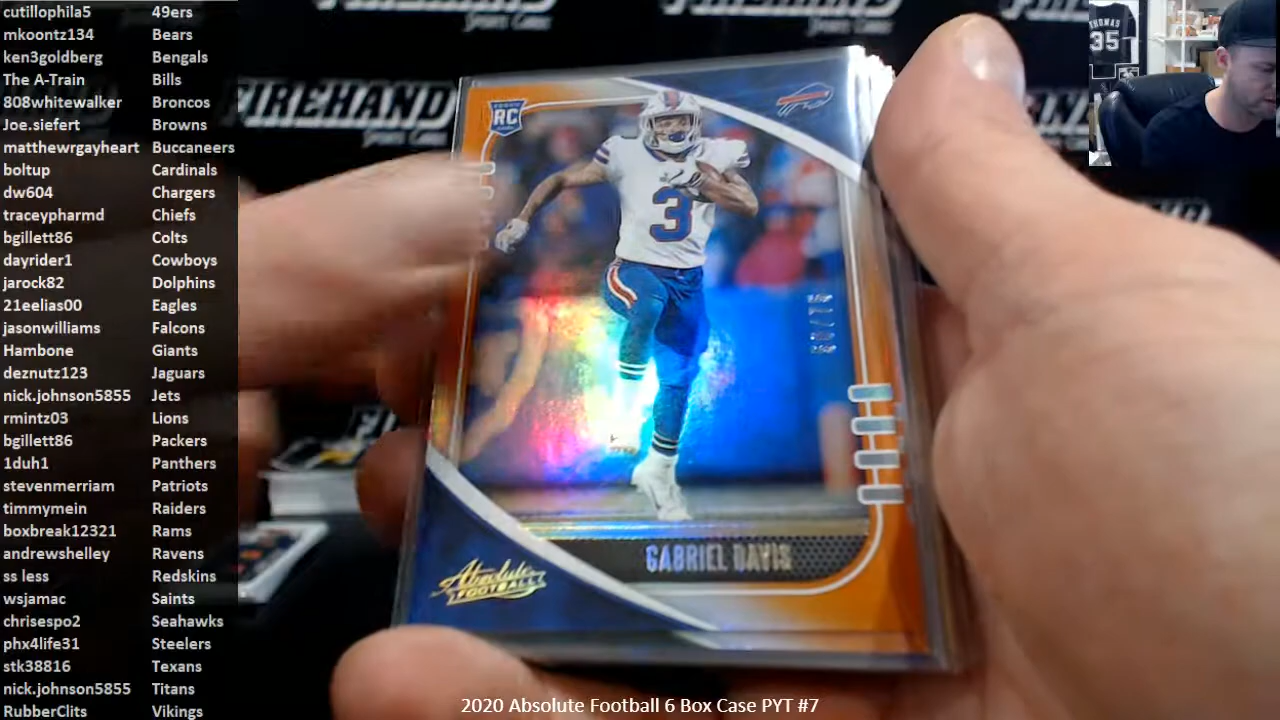 cutillophila5 49ers
mkoontz134 Bears
ken3goldberg Bengals
The A-Train Bills
808whitewalker Broncos
Joe.siefert Browns
matthewrgayheart Buccaneers
boltup Cardinals
dw604 Chargers
traceypharmd Chiefs
bgillett86 Colts
dayrider1 Cowboys
jarock82 Dolphins
21eelias00 Eagles
jasonwilliams Falcons
Hambone Giants
deznutz123 Jaguars
nick.johnson5855 Jets
rmintz03 Lions
bgillett86 Packers
1duh1 Panthers
stevenmerriam Patriots
timmymein Raiders
boxbreak12321 Rams
andrewshelley Ravens
ss less Redskins
wsjamac Saints
chrisespo2 Seahawks
phx4life31 Steelers
stk38816 Texans
nick.johnson5855 Titans
RubberClits Vikings
FIREHAND
SPORTS CARDS
THOMAS
35
RC
3
GABRIEL DAVIS
Absolute
FOOTBALL
2020 Absolute Football 6 Box Case PYT #7